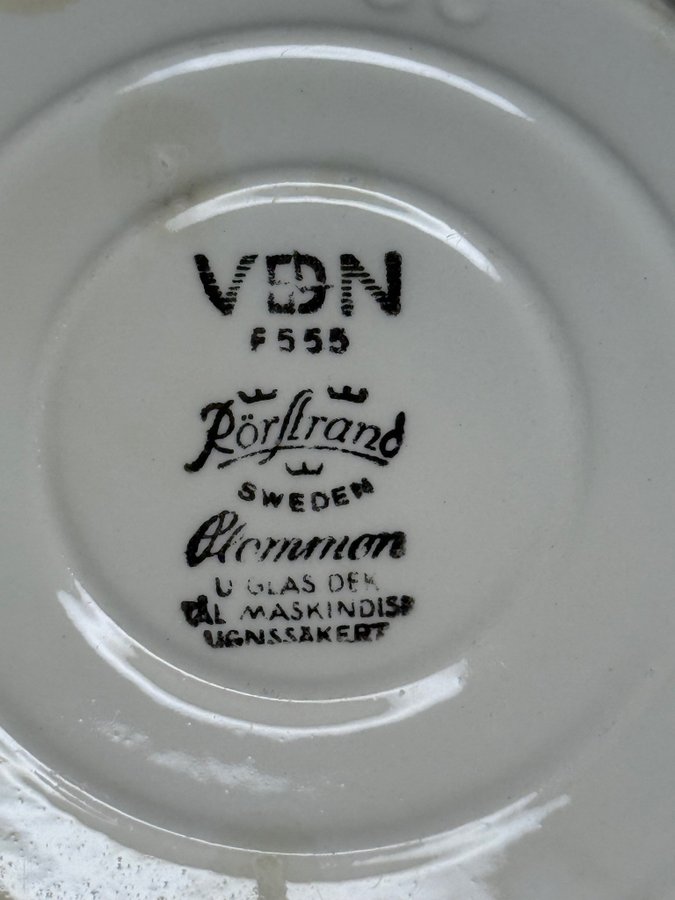 VDN
F555
Rörstrand
SWEDEN
Blommon
U GLAS DEK
TÅL MASKINDISK
UGNSSÄKERT